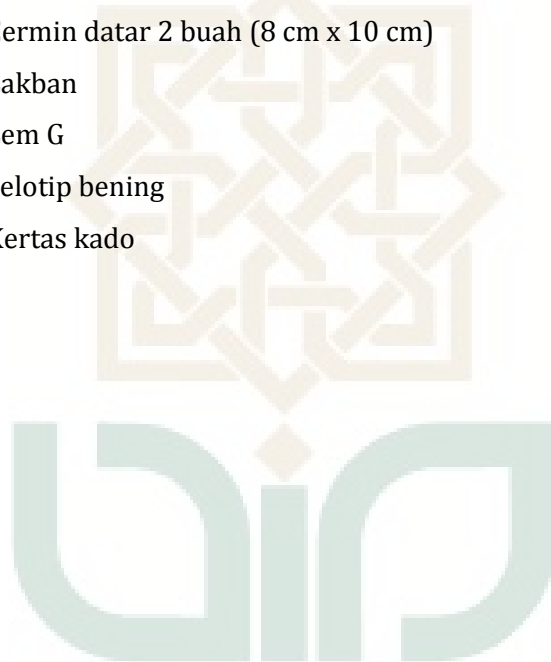 ermin datar 2 buah (8 cm x 10 cm)
akban
em G
elotip bening
Kertas kado